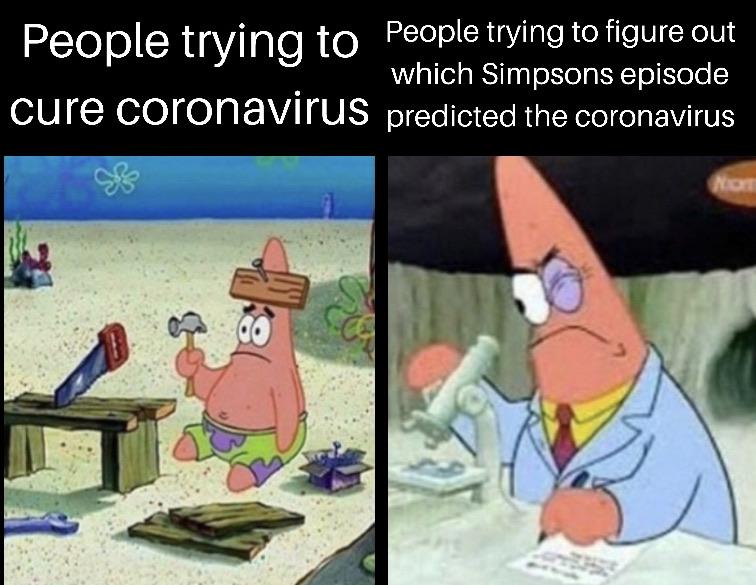 People trying to
cure coronavirus
People trying to figure out
which Simpsons episode
predicted the coronavirus